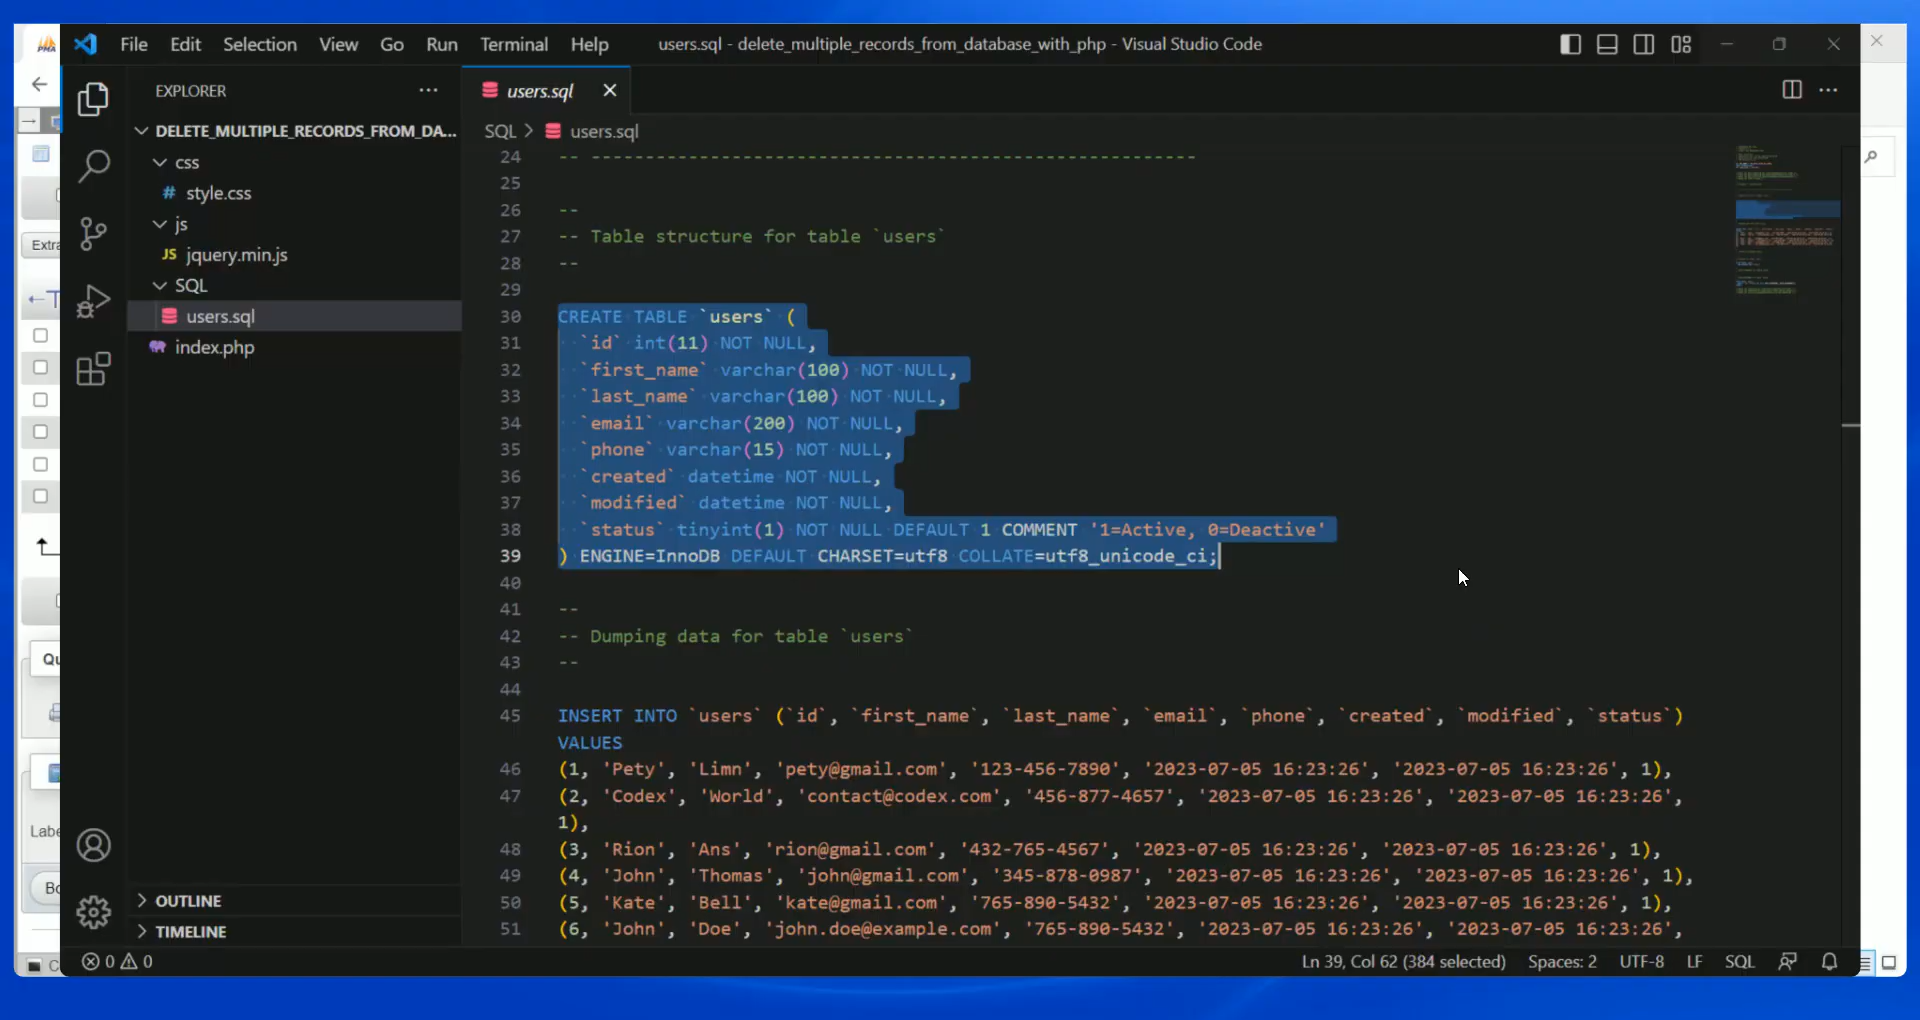 File Edit Selection View Go Run Terminal Help users.sql - delete_multiple_records_from_database_with_php - Visual Studio Code
EXPLORER
users.sql
DELETE_MULTIPLE_RECORDS_FROM_DA...
SQL > users.sql
css
# style.css
js
JS jquery.min.js
SQL
users.sql
index.php
OUTLINE
TIMELINE
PMA
Extra
Qu
Labe
Bo
C
24 -- --------------------------------------------------------
25
26 --
27 -- Table structure for table `users`
28 --
29
30 CREATE TABLE `users` (
31 `id` int(11) NOT NULL,
32 `first_name` varchar(100) NOT NULL,
33 `last_name` varchar(100) NOT NULL,
34 `email` varchar(200) NOT NULL,
35 `phone` varchar(15) NOT NULL,
36 `created` datetime NOT NULL,
37 `modified` datetime NOT NULL,
38 `status` tinyint(1) NOT NULL DEFAULT 1 COMMENT '1=Active, 0=Deactive'
39 ) ENGINE=InnoDB DEFAULT CHARSET=utf8 COLLATE=utf8_unicode_ci;
40
41 --
42 -- Dumping data for table `users`
43 --
44
45 INSERT INTO `users` (`id`, `first_name`, `last_name`, `email`, `phone`, `created`, `modified`, `status`)
VALUES
46 (1, 'Pety', 'Limn', 'pety@gmail.com', '123-456-7890', '2023-07-05 16:23:26', '2023-07-05 16:23:26', 1),
47 (2, 'Codex', 'World', 'contact@codex.com', '456-877-4657', '2023-07-05 16:23:26', '2023-07-05 16:23:26',
1),
48 (3, 'Rion', 'Ans', 'rion@gmail.com', '432-765-4567', '2023-07-05 16:23:26', '2023-07-05 16:23:26', 1),
49 (4, 'John', 'Thomas', 'john@gmail.com', '345-878-0987', '2023-07-05 16:23:26', '2023-07-05 16:23:26', 1),
50 (5, 'Kate', 'Bell', 'kate@gmail.com', '765-890-5432', '2023-07-05 16:23:26', '2023-07-05 16:23:26', 1),
51 (6, 'John', 'Doe', 'john.doe@example.com', '765-890-5432', '2023-07-05 16:23:26', '2023-07-05 16:23:26',
0 0 Ln 39, Col 62 (384 selected) Spaces: 2 UTF-8 LF SQL